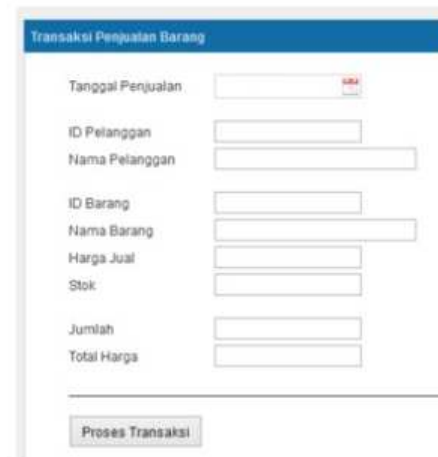 Transaksi Penjualan Barang
Tanggal Penjualan
ID Pelanggan
Nama Pelanggan
ID Barang
Nama Barang
Harga Jual
Stok
Jumlah
Total Harga
Proses Transaksi